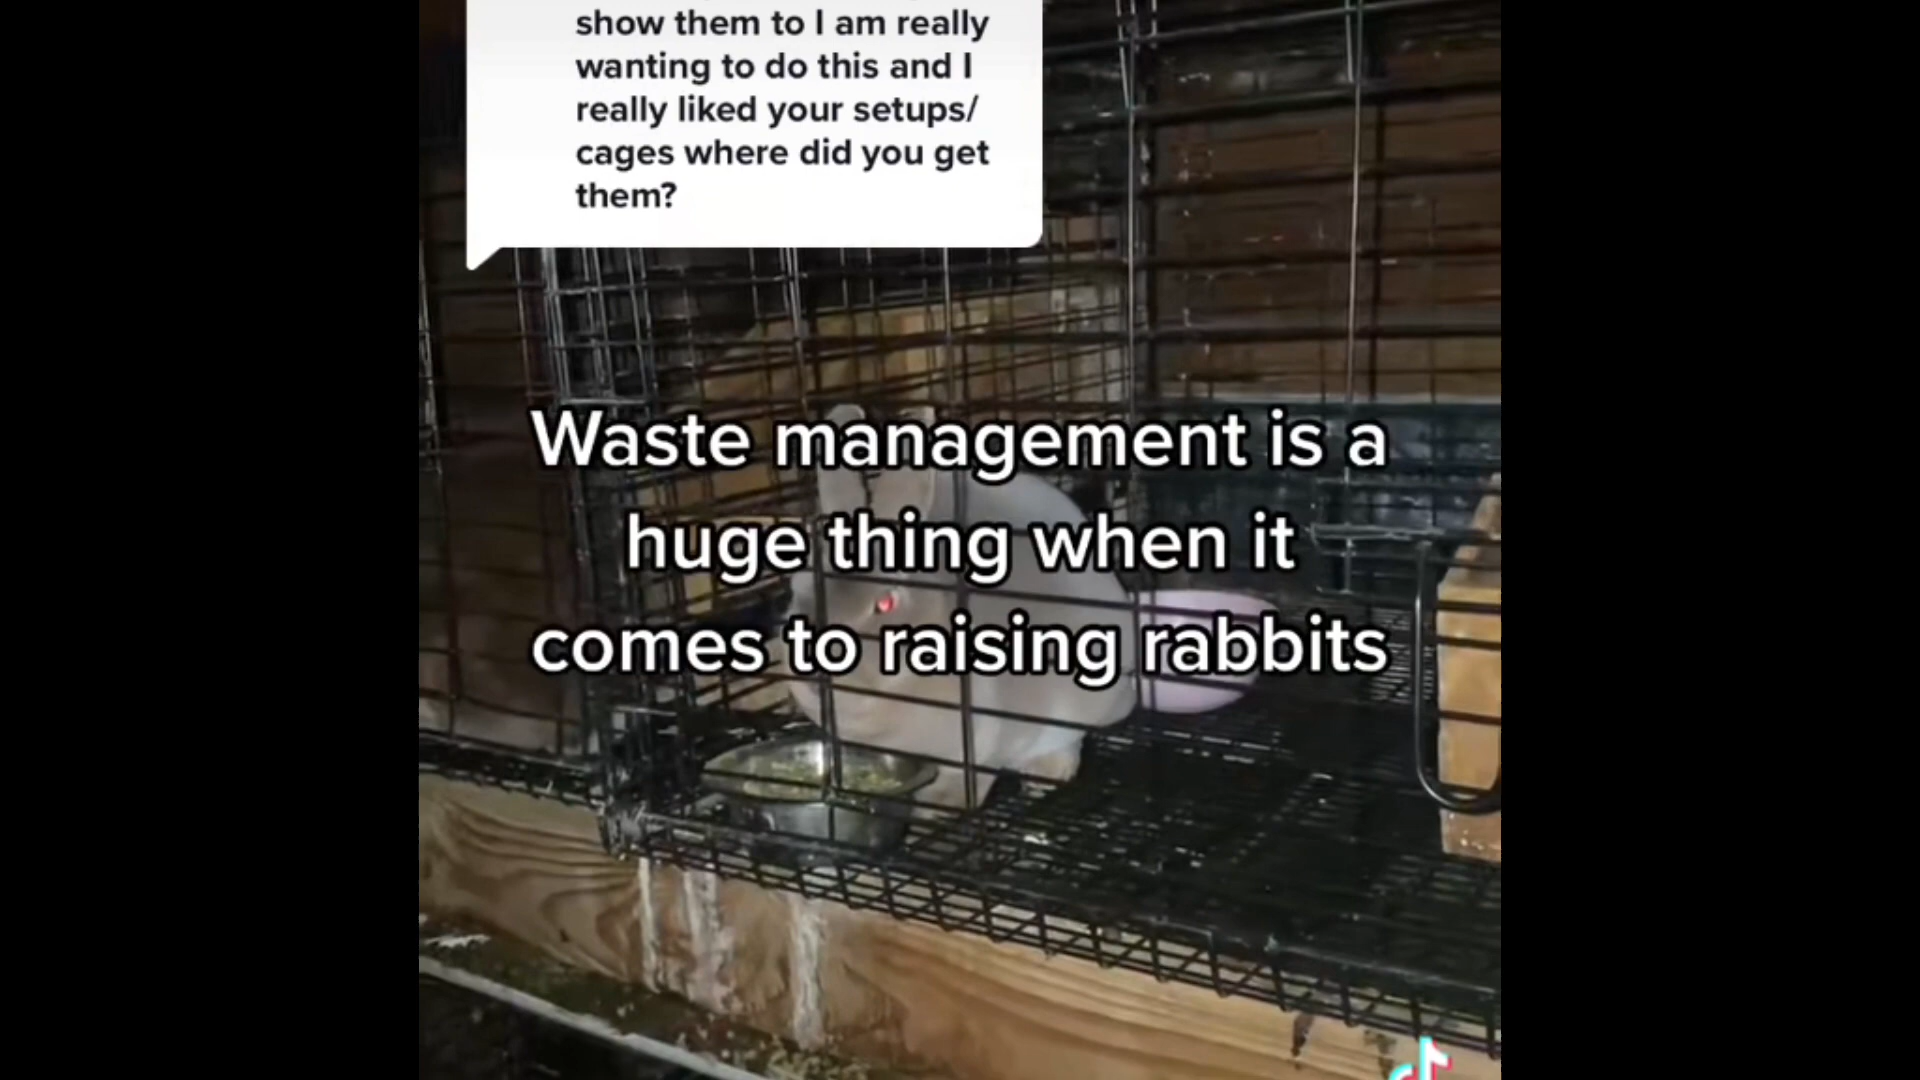 show them to I am really
wanting to do this and I
really liked your setups/
cages where did you get
them?
Waste management is a
huge thing when it
comes to raising rabbits